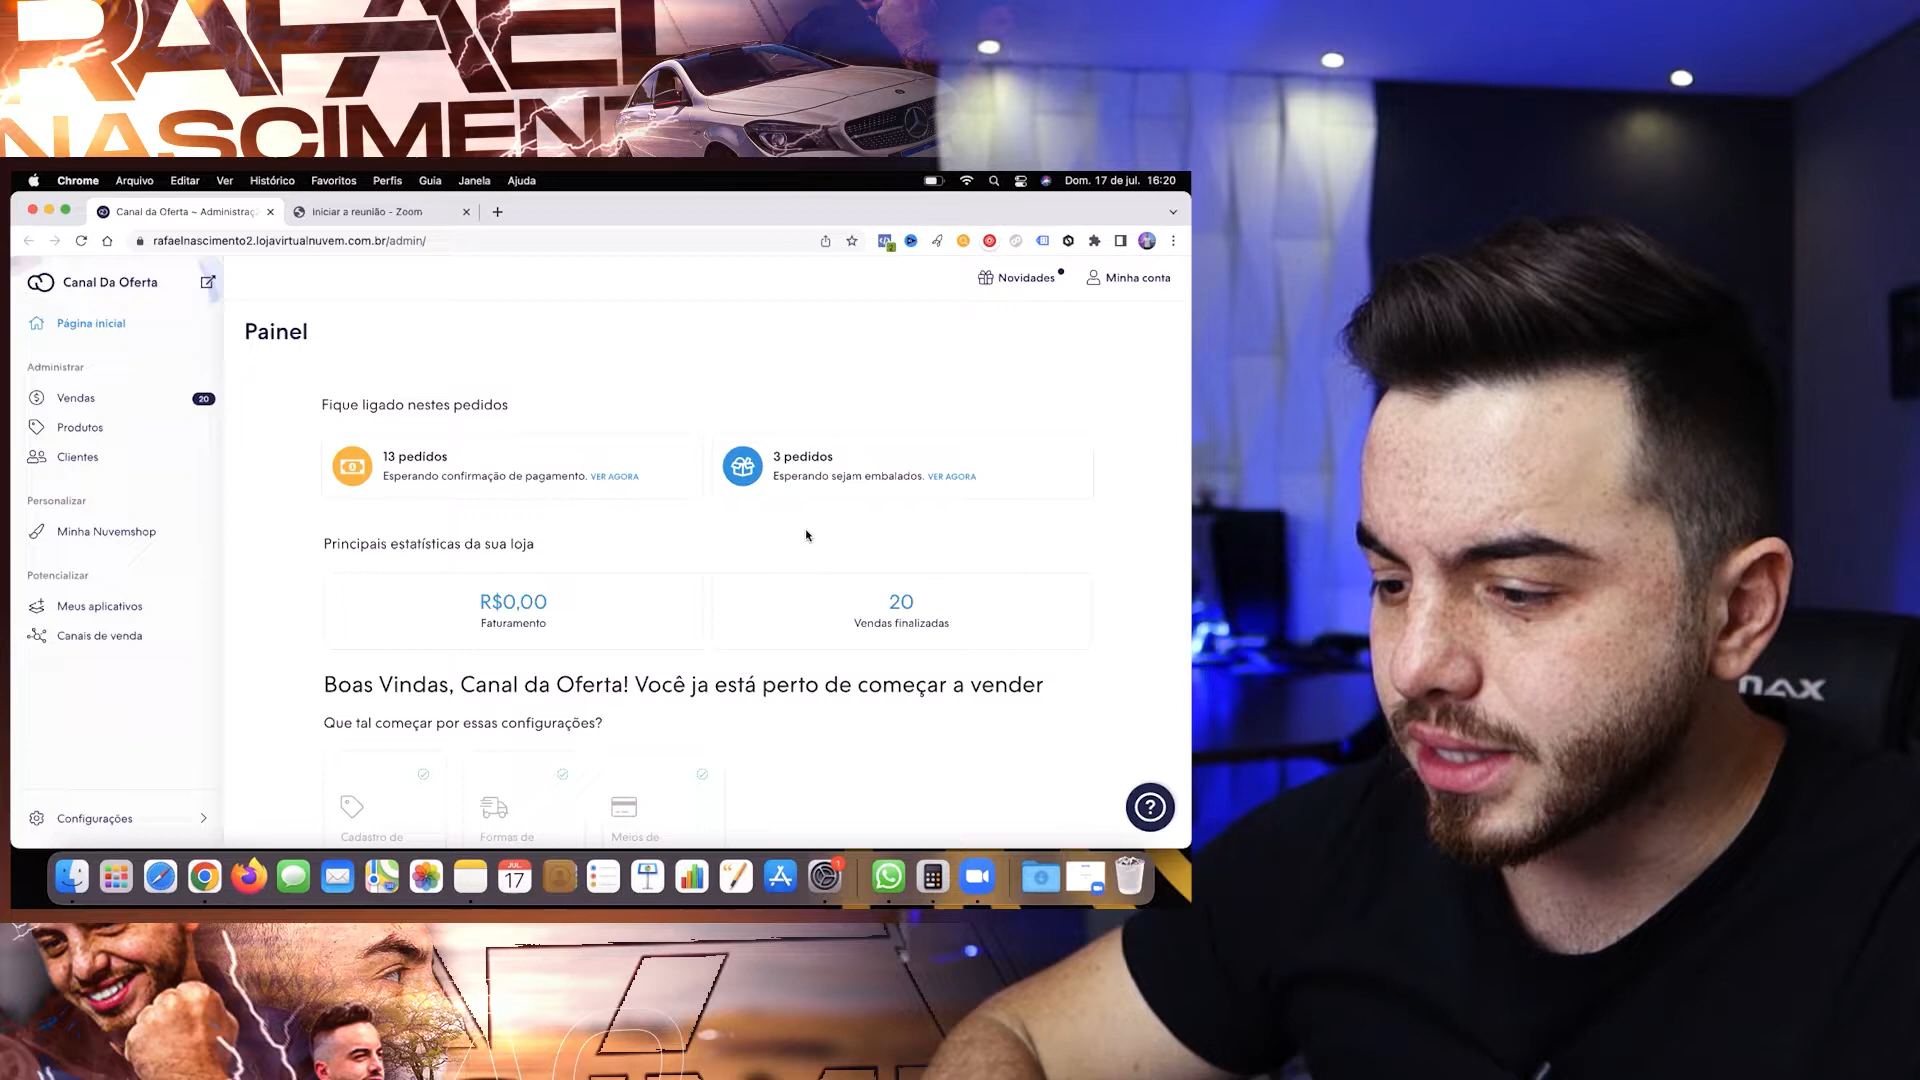 RAFAEL
NASCIMENT
Chrome Arquivo Editar Ver Histórico Favoritos Perfis Guia Janela Ajuda
Dom. 17 de jul. 16:20
Canal da Oferta ~ Administraç
Iniciar a reunião - Zoom
rafaelnascimento2.lojavirtualnuvem.com.br/admin/
2
Canal Da Oferta
Novidades
Minha conta
Página inicial
Painel
Administrar
Vendas
20
Produtos
Clientes
Personalizar
Minha Nuvemshop
Potencializar
Meus aplicativos
Canais de venda
Configurações
Fique ligado nestes pedidos
13 pedidos
Esperando confirmação de pagamento. VER AGORA
3 pedidos
Esperando sejam embalados. VER AGORA
Principais estatísticas da sua loja
R$0,00
Faturamento
20
Vendas finalizadas
Boas Vindas, Canal da Oferta! Você ja está perto de começar a vender
Que tal começar por essas configurações?
Cadastro de
Formas de
Meios de
?
JUL.
17
1